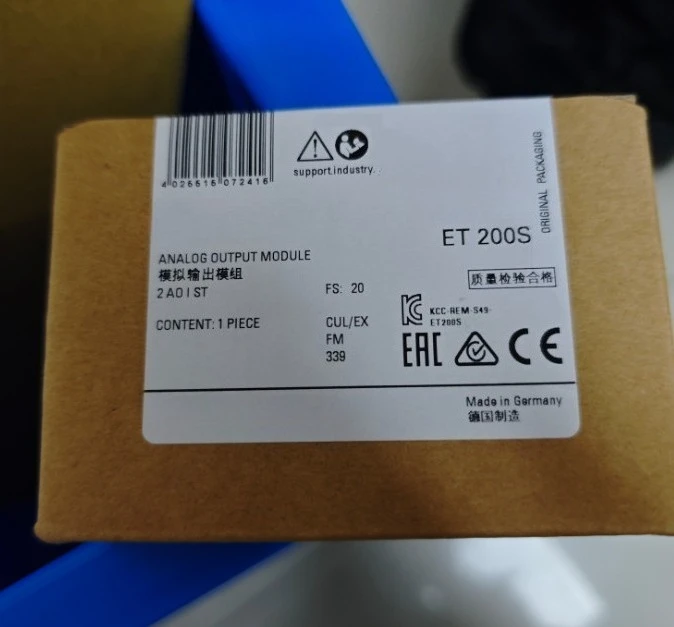 4 025515 072416
support.industry.
ORIGINAL PACKAGING
ET 200S
ANALOG OUTPUT MODULE
模拟输出模组
2 AO I ST
FS: 20
质量检验合格
KCC-REM-S49-
ET200S
CONTENT: 1 PIECE
CUL/EX
FM
339
EAC
CE
Made in Germany
德国制造